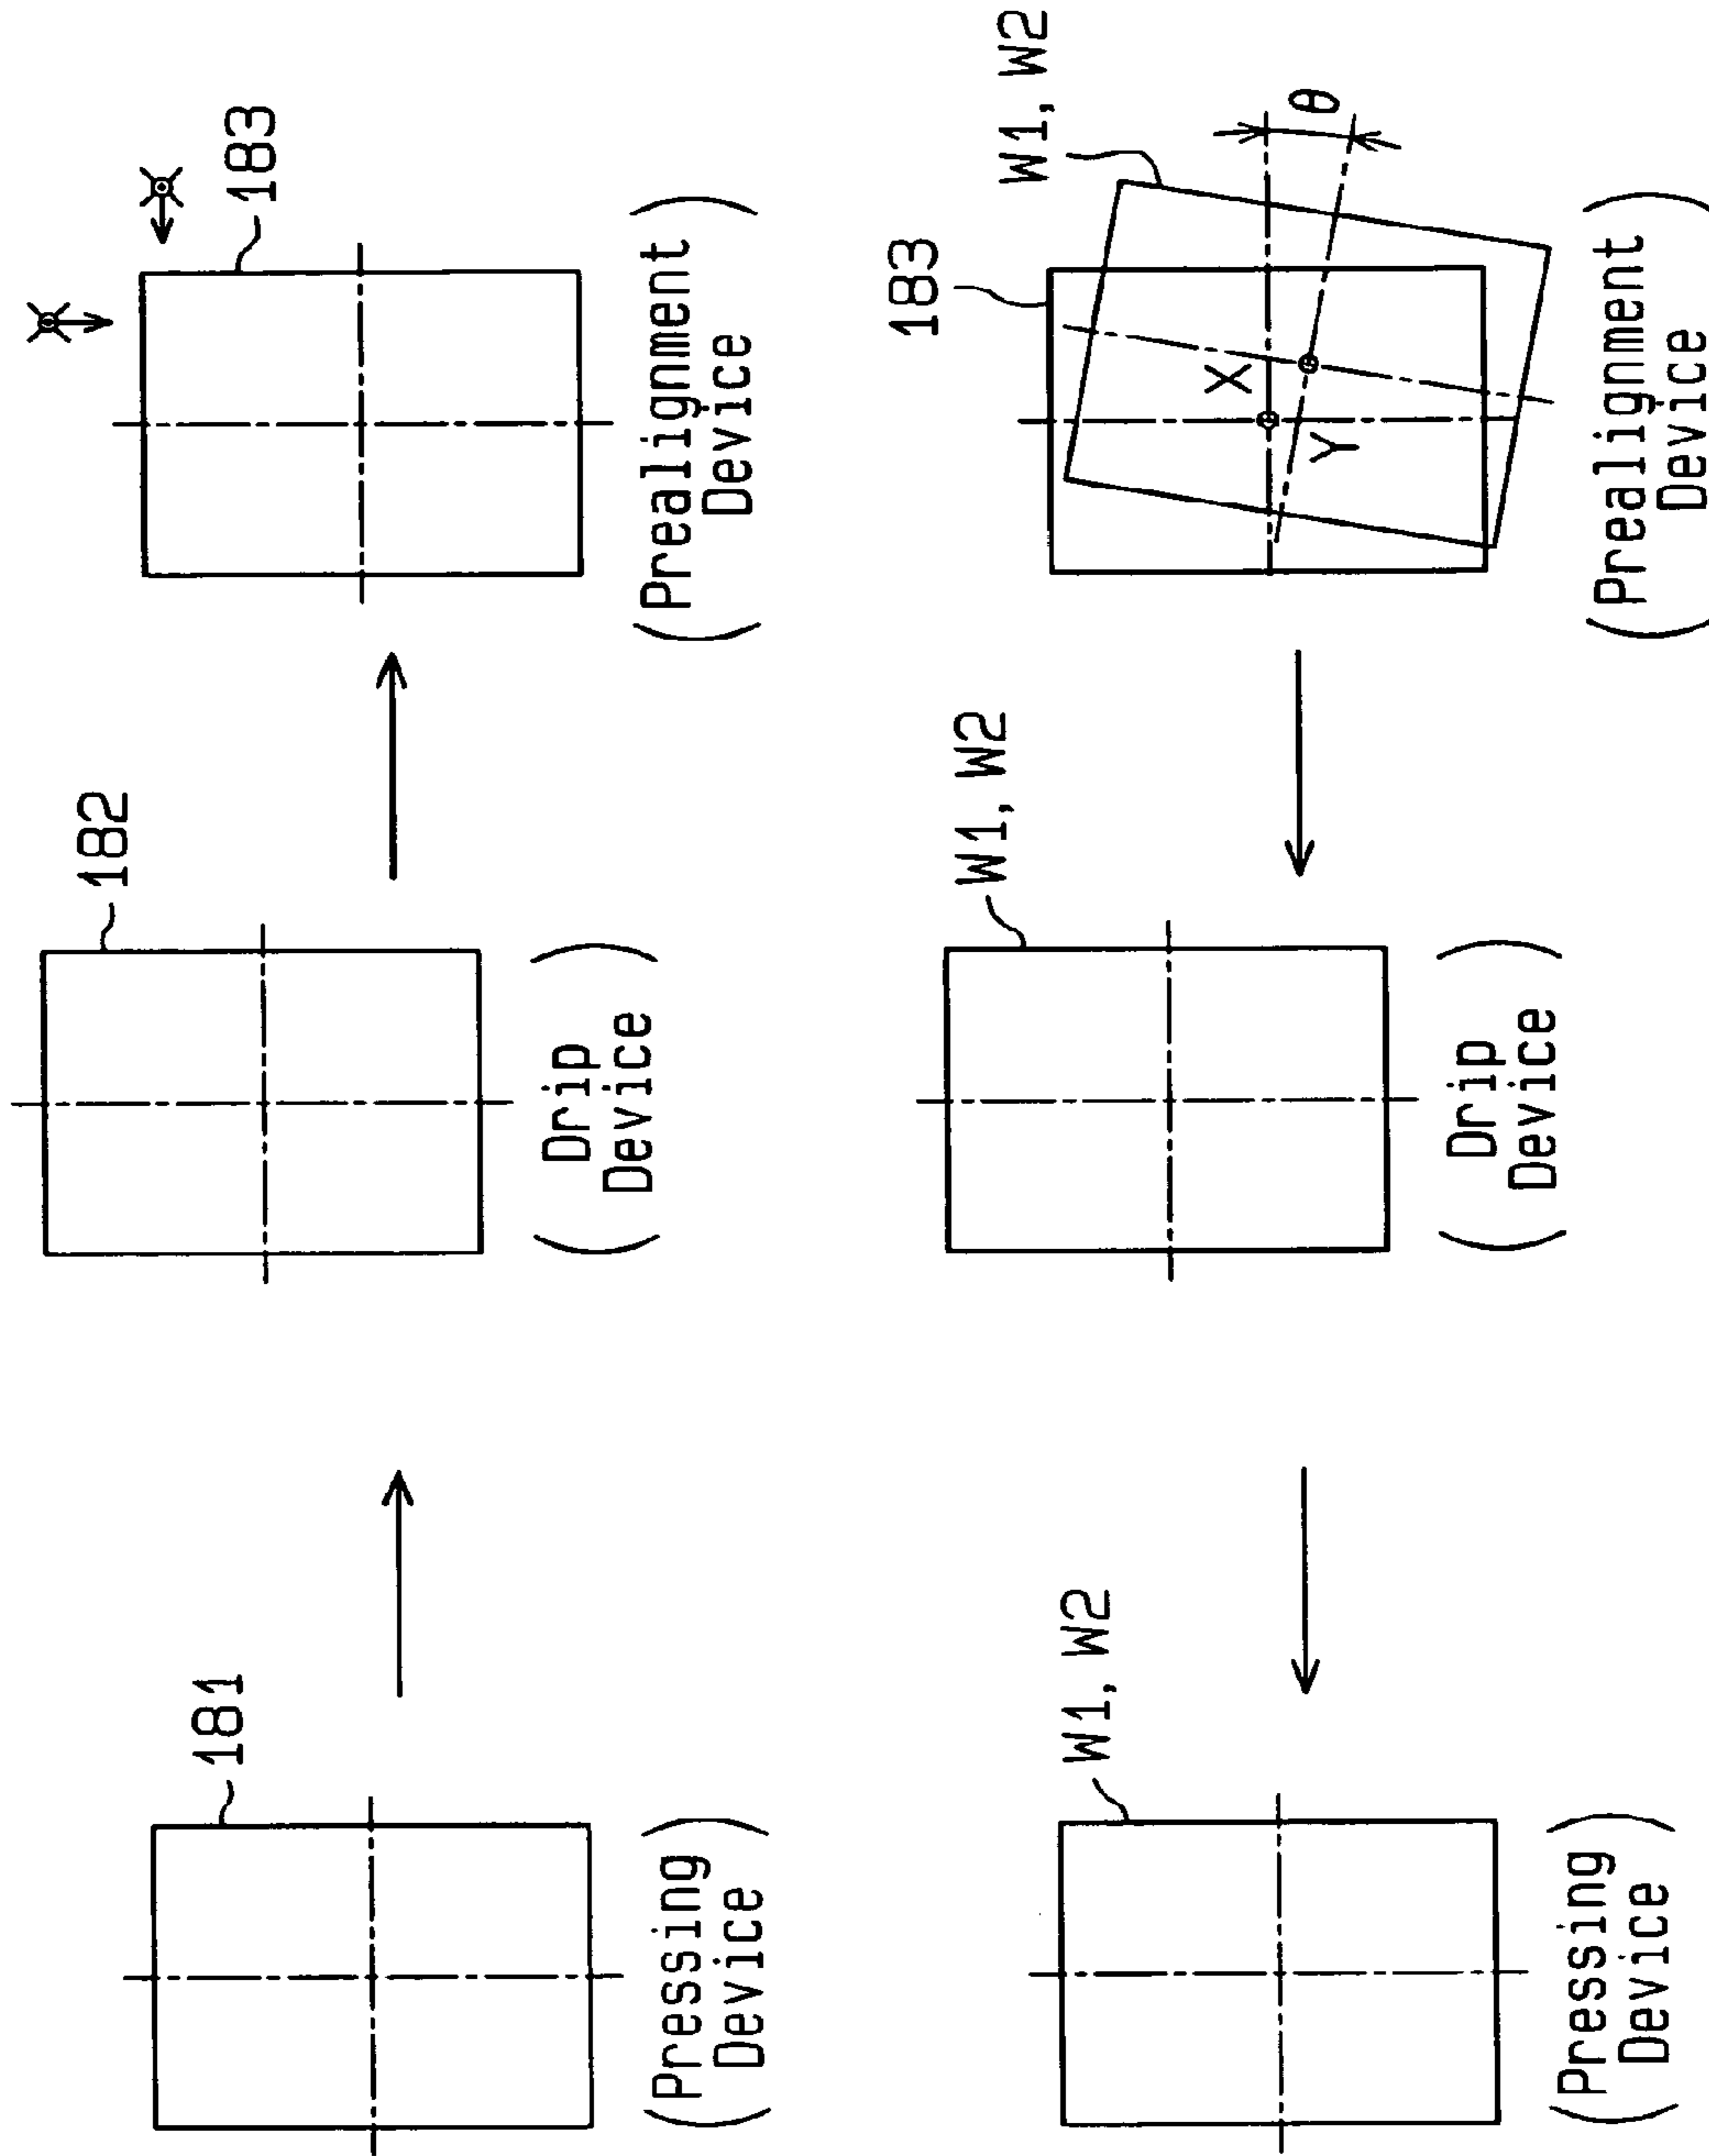 181
(Pressing
Device)
182
(Drip
Device)
183
(Prealignment
Device)
W1, W2
(Pressing
Device)
W1, W2
(Drip
Device)
183
W1, W2
X
Y
θ
(Prealignment
Device)